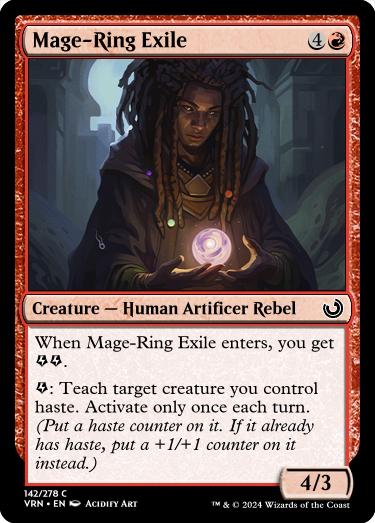 Mage-Ring Exile 4
Creature — Human Artificer Rebel
When Mage-Ring Exile enters, you get
.
: Teach target creature you control
haste. Activate only once each turn.
(Put a haste counter on it. If it already
has haste, put a +1/+1 counter on it
instead.)
4/3
142/278 C
VRN • EN Acidify Art
™ & © 2024 Wizards of the Coast